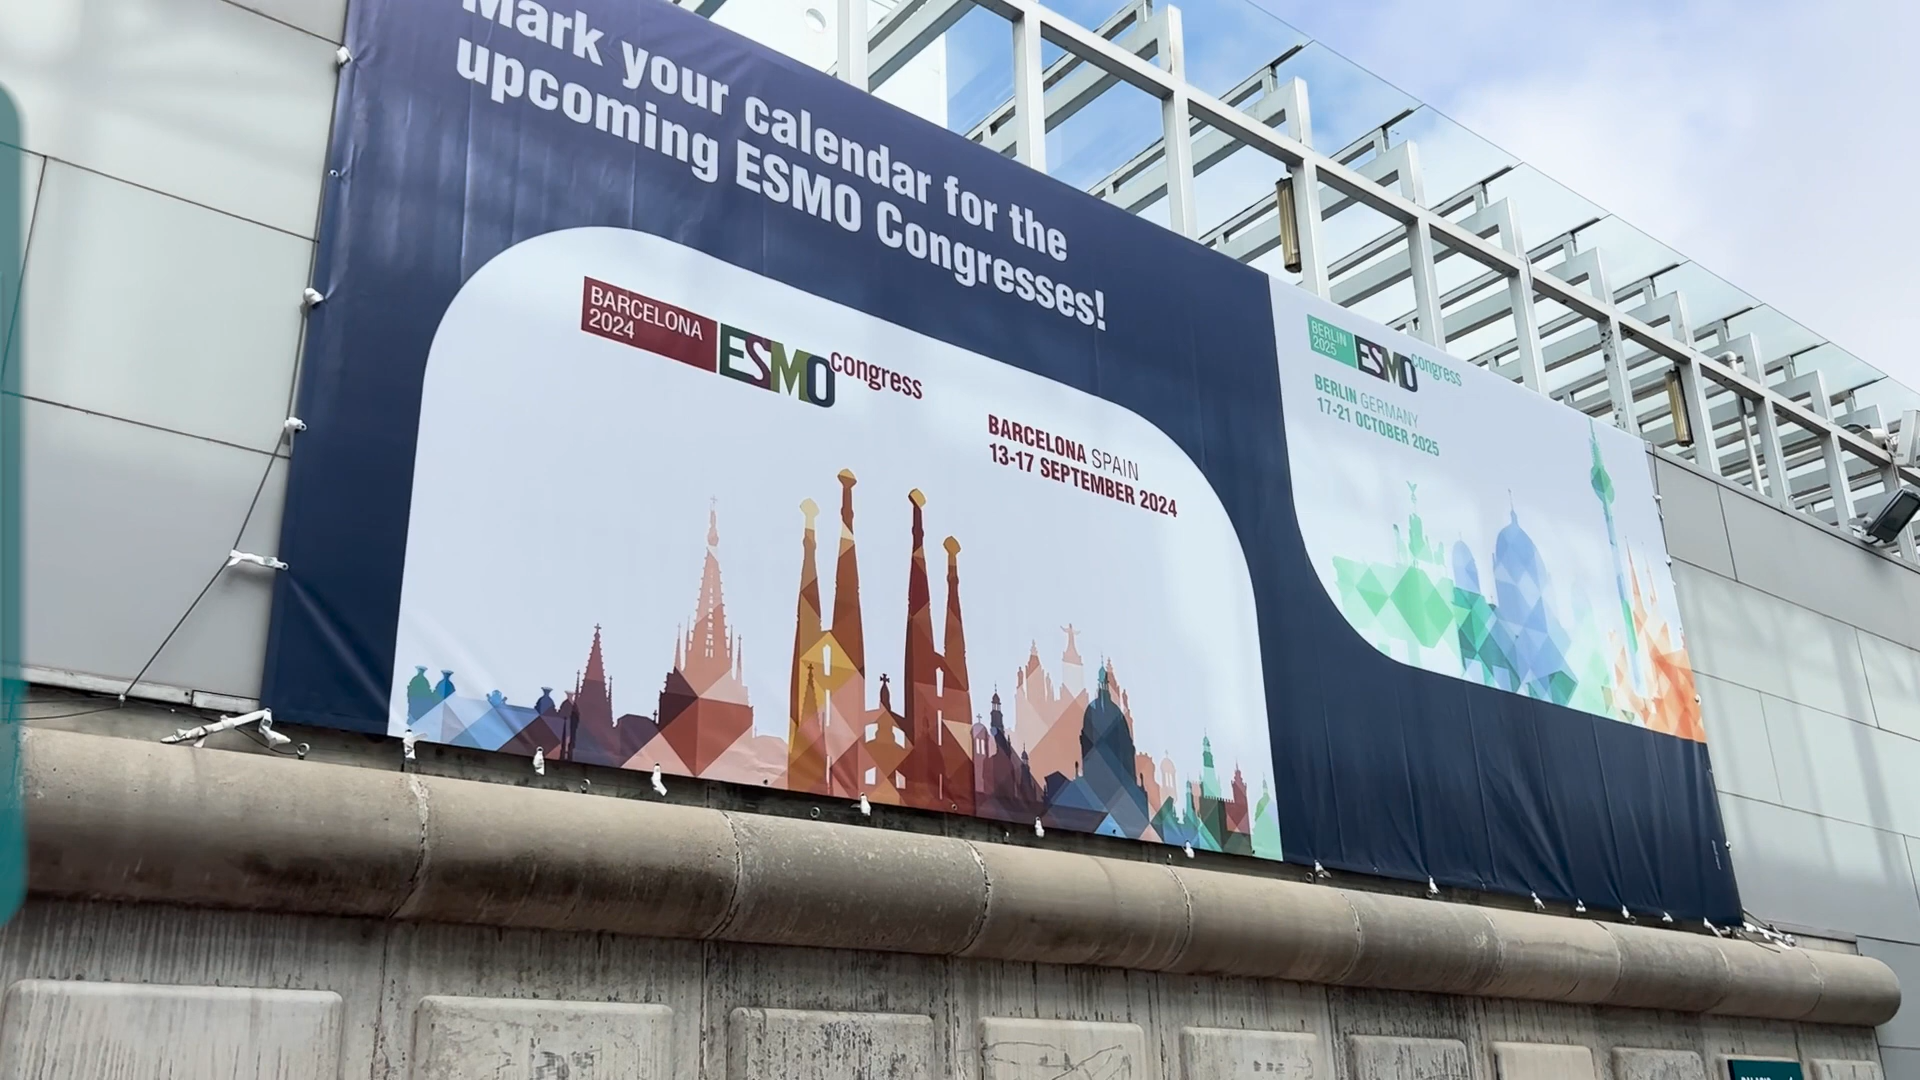 Mark your calendar for the
upcoming ESMO Congresses!
BARCELONA
2024
ESMO congress
BARCELONA SPAIN
13-17 SEPTEMBER 2024
BERLIN
2025
ESMO congress
BERLIN GERMANY
17-21 OCTOBER 2025